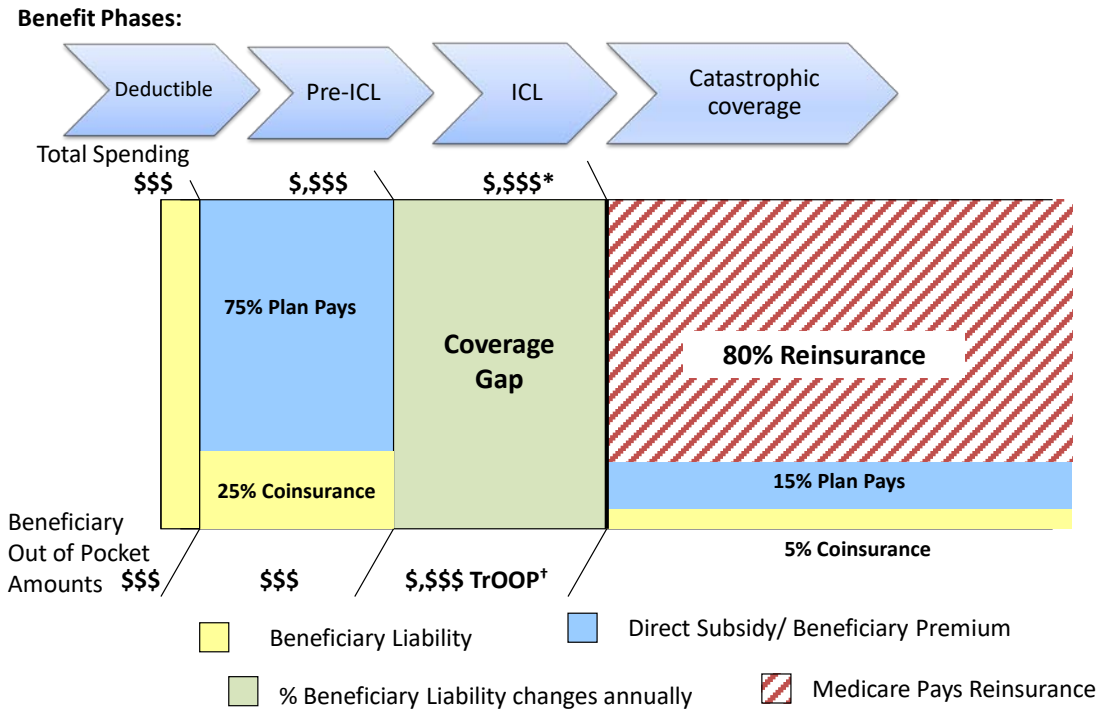 Benefit Phases:
Deductible
Pre-ICL
ICL
Catastrophic
coverage
Total Spending
$$$
$,$$$
$,$$$*
75% Plan Pays
25% Coinsurance
Coverage
Gap
80% Reinsurance
15% Plan Pays
5% Coinsurance
Beneficiary
Out of Pocket
Amounts
$$$
$$$
$,$$$ TrOOP†
Beneficiary Liability
Direct Subsidy/ Beneficiary Premium
% Beneficiary Liability changes annually
Medicare Pays Reinsurance